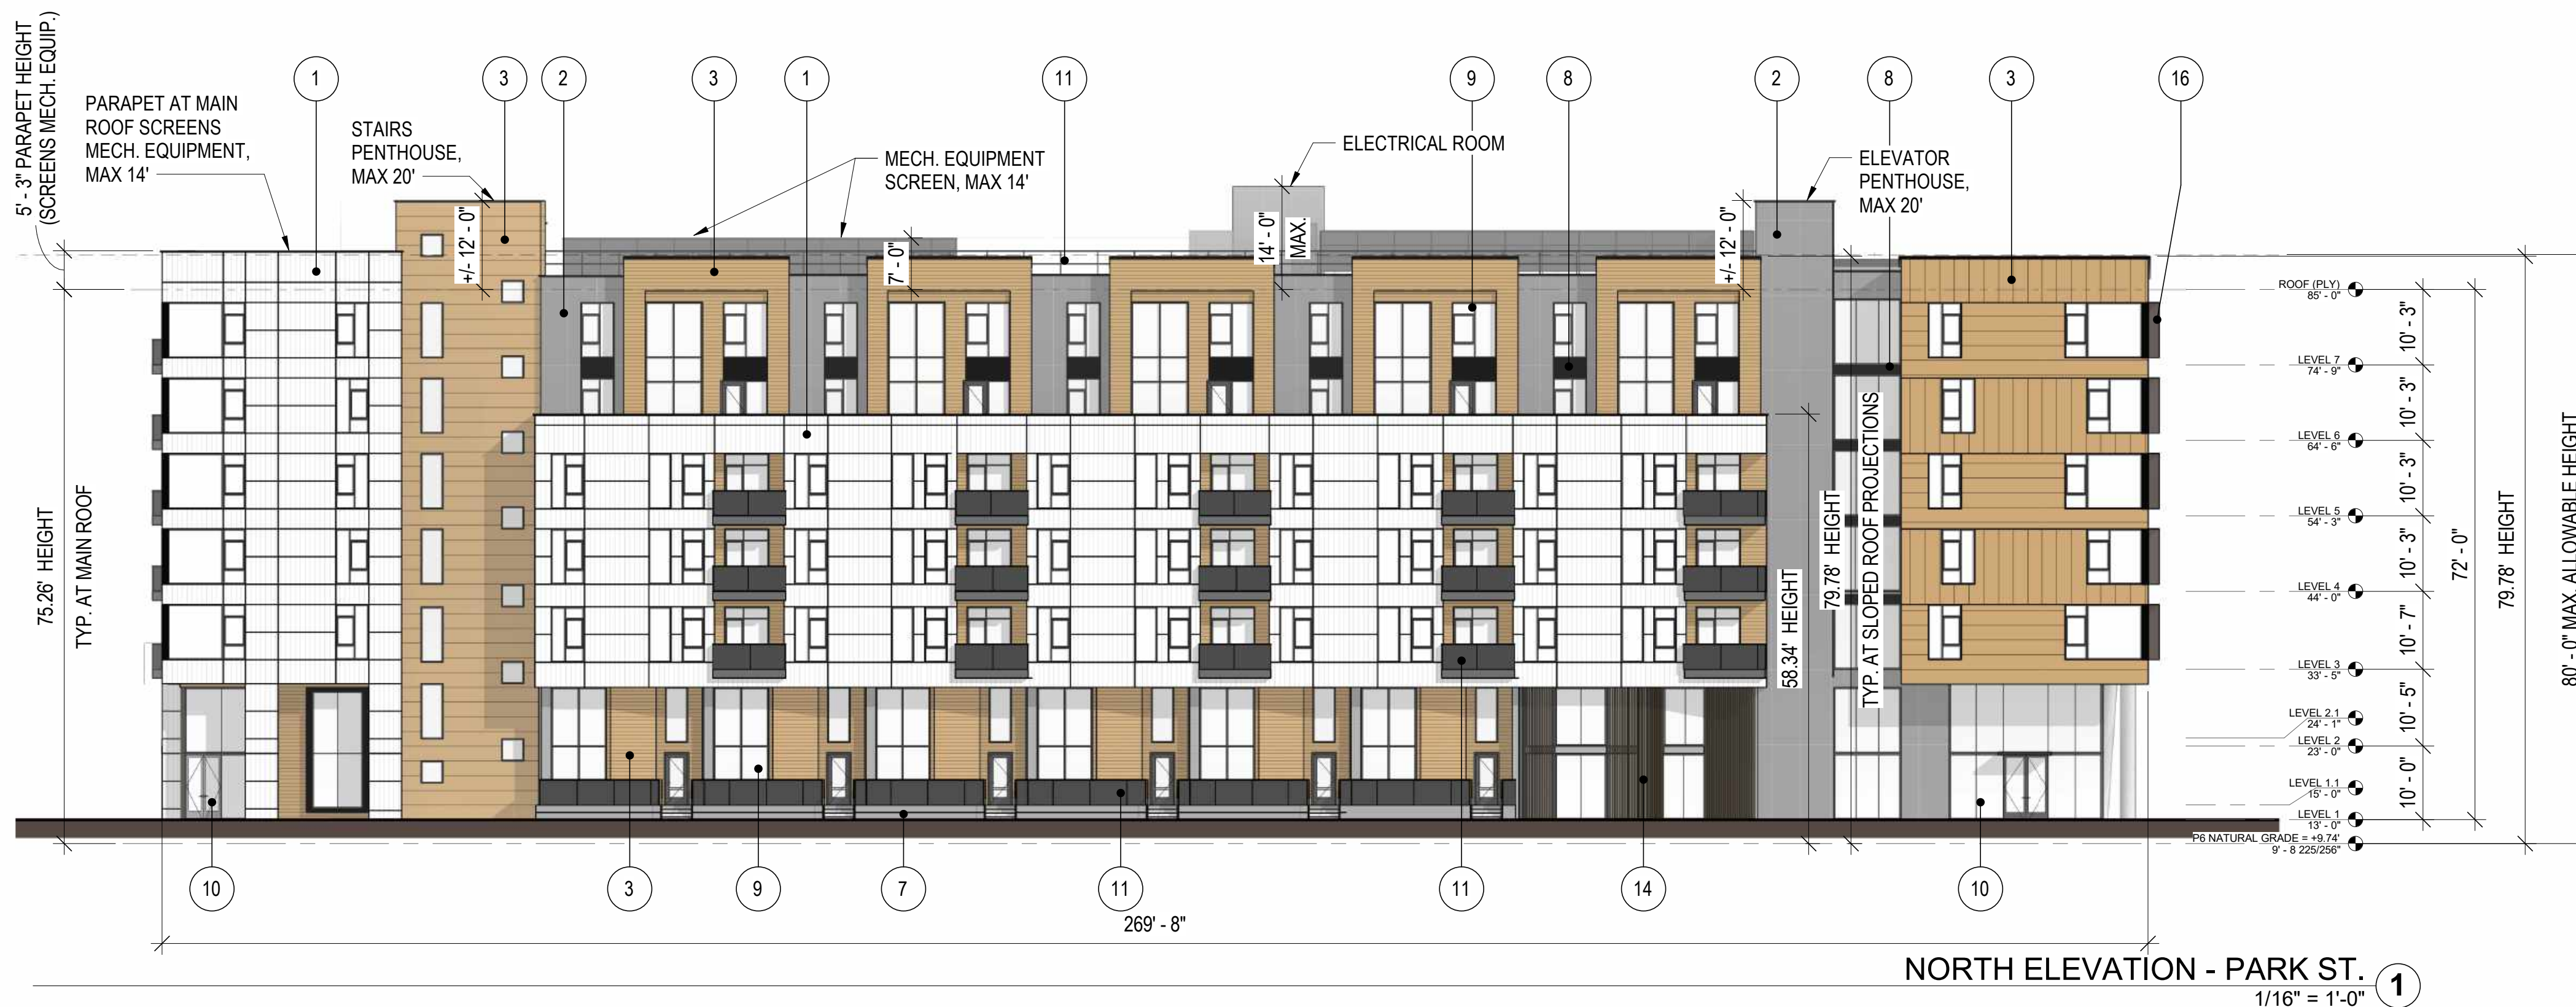 5' - 3" PARAPET HEIGHT
(SCREENS MECH. EQUIP.)
1
3
2
3
1
11
9
8
2
8
3
16
PARAPET AT MAIN
ROOF SCREENS
MECH. EQUIPMENT,
MAX 14'
STAIRS
PENTHOUSE,
MAX 20'
MECH. EQUIPMENT
SCREEN, MAX 14'
ELECTRICAL ROOM
ELEVATOR
PENTHOUSE,
MAX 20'
+/- 12' - 0"
7' - 0"
14' - 0"
MAX.
+/- 12' - 0"
75.26' HEIGHT
TYP. AT MAIN ROOF
58.34' HEIGHT
79.78' HEIGHT
TYP. AT SLOPED ROOF PROJECTIONS
ROOF (PLY)
85' - 0"
LEVEL 7
74' - 9"
LEVEL 6
64' - 6"
LEVEL 5
54' - 3"
LEVEL 4
44' - 0"
LEVEL 3
33' - 5"
LEVEL 2.1
24' - 1"
LEVEL 2
23' - 0"
LEVEL 1.1
15' - 0"
LEVEL 1
13' - 0"
P6 NATURAL GRADE = +9.74'
9' - 8 225/256"
10' - 3"
10' - 3"
10' - 3"
10' - 3"
10' - 7"
10' - 5"
10' - 0"
72' - 0"
79.78' HEIGHT
80' - 0" MAX. ALLOWABLE HEIGHT
10
3
9
7
11
11
14
10
269' - 8"
NORTH ELEVATION - PARK ST.
1
1/16" = 1'-0"